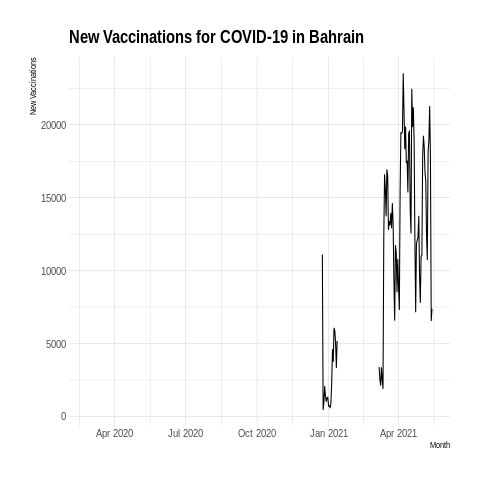 New Vaccinations for COVID-19 in Bahrain
New Vaccinations
20000
15000
10000
5000
0
Apr 2020 Jul 2020 Oct 2020 Jan 2021 Apr 2021
Month